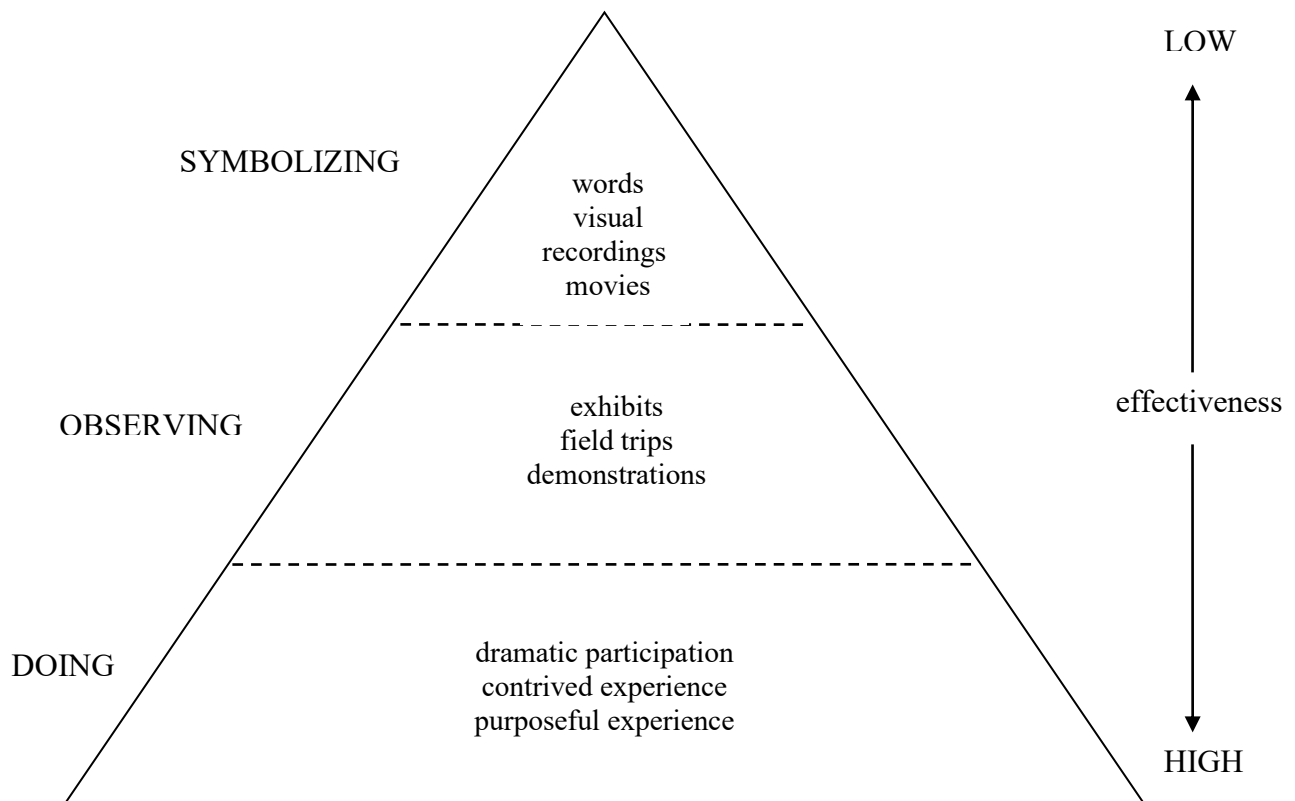 LOW
SYMBOLIZING
words
visual
recordings
movies
OBSERVING
exhibits
field trips
demonstrations
effectiveness
DOING
dramatic participation
contrived experience
purposeful experience
HIGH